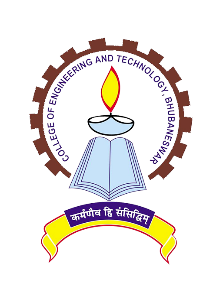 COLLEGE OF ENGINEERING AND TECHNOLOGY, BHUBANESWAR
कर्मणैव हि संसिद्धिम्